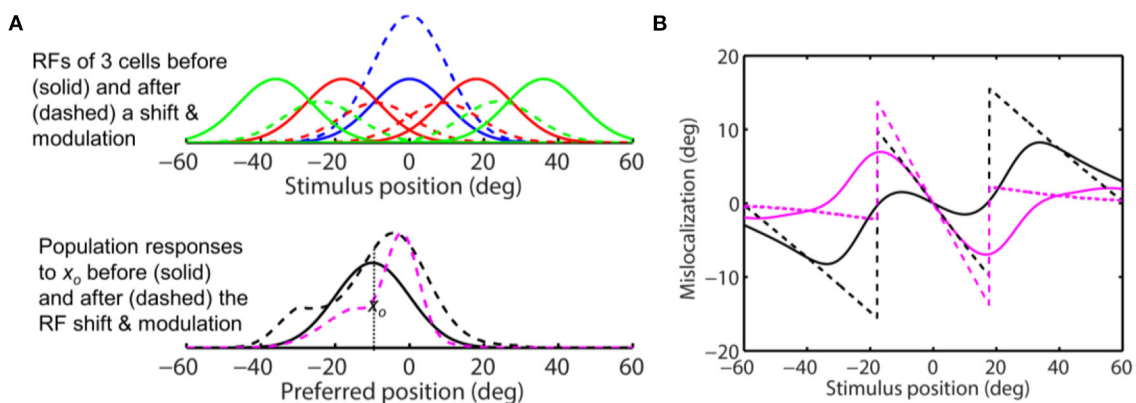 A
RFs of 3 cells before
(solid) and after
(dashed) a shift &
modulation
−60 −40 −20 0 20 40 60
Stimulus position (deg)
Population responses
to xo before (solid)
and after (dashed) the
RF shift & modulation
xo
−60 −40 −20 0 20 40 60
Preferred position (deg)
B
Mislocalization (deg)
20
10
0
−10
−20
−60 −40 −20 0 20 40 60
Stimulus position (deg)